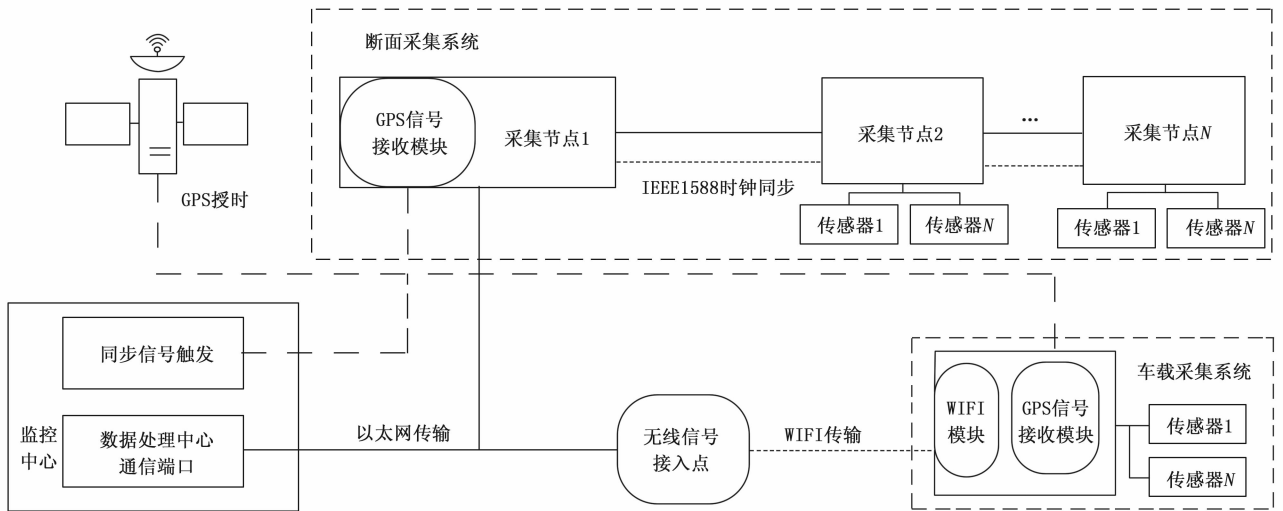 断面采集系统
GPS信号
接收模块
采集节点1
采集节点2
...
采集节点N
IEEE1588时钟同步
传感器1
传感器N
传感器1
传感器N
GPS授时
同步信号触发
监控
中心
数据处理中心
通信端口
以太网传输
无线信号
接入点
WIFI传输
车载采集系统
WIFI
模块
GPS信号
接收模块
传感器1
传感器N